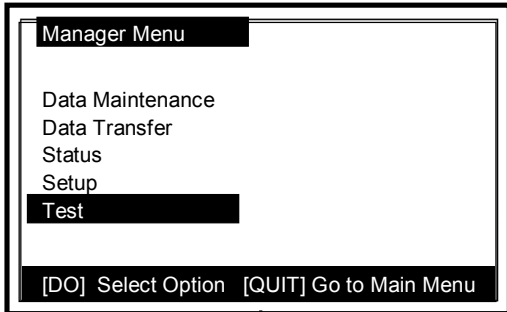 Manager Menu
Data Maintenance
Data Transfer
Status
Setup
Test
[DO] Select Option [QUIT] Go to Main Menu